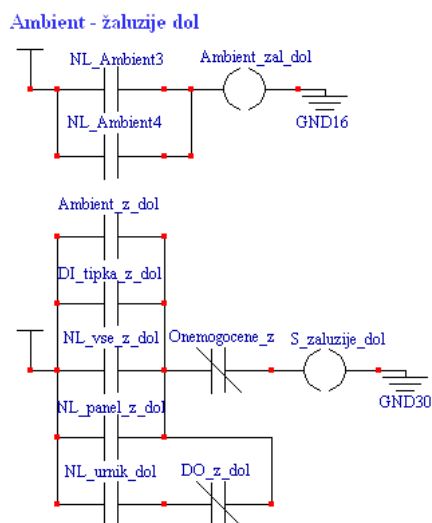 Ambient - žaluzije dol
NL_Ambient3
Ambient_zal_dol
NL_Ambient4
GND16
Ambient_z_dol
DI_tipka_z_dol
NL_vse_z_dol
Onemogocene_z
S_zaluzije_dol
NL_panel_z_dol
GND30
NL_urnik_dol
DO_z_dol